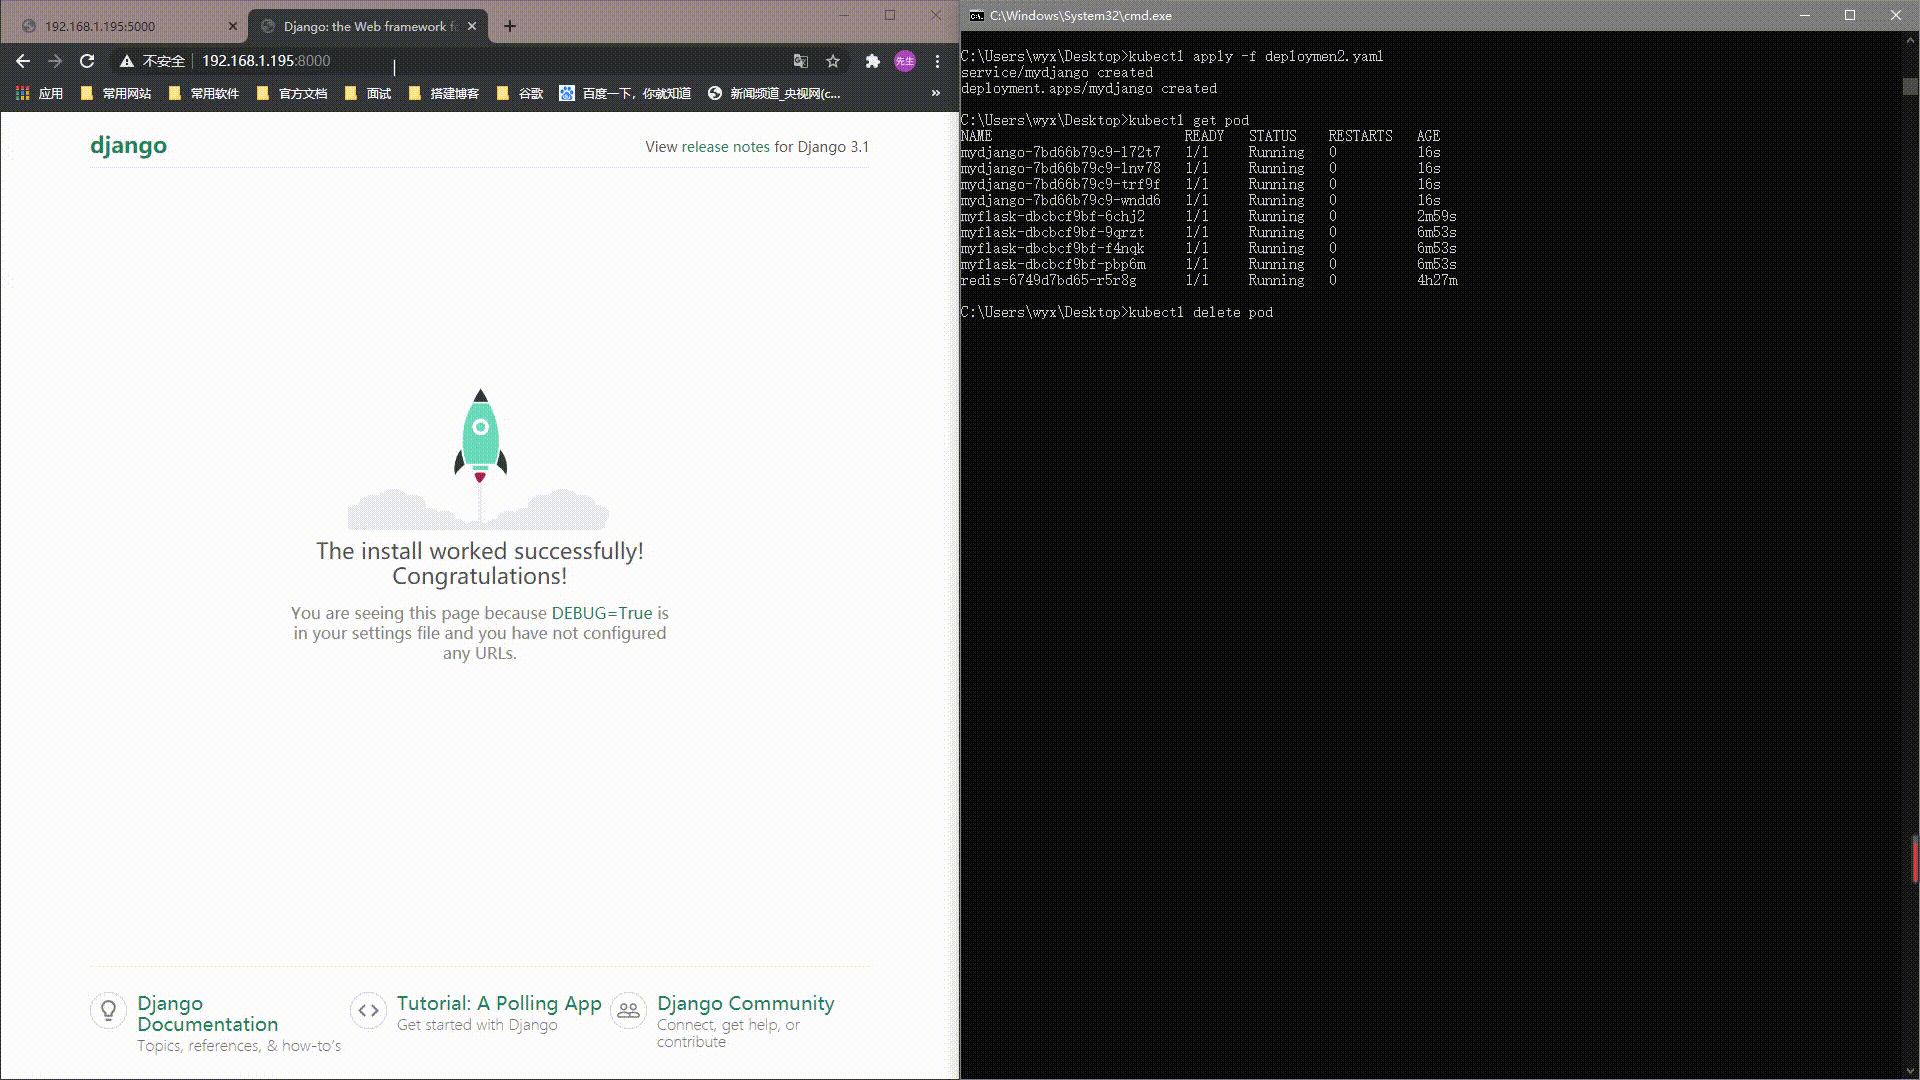 192.168.1.195:5000
Django: the Web framework fo
不安全
192.168.1.195:8000
先生
应用
常用网站
常用软件
官方文档
面试
搭建博客
谷歌
百度一下，你就知道
新闻频道_央视网(c...
»
django
View release notes for Django 3.1
The install worked successfully!
Congratulations!
You are seeing this page because DEBUG=True is
in your settings file and you have not configured
any URLs.
Django
Documentation
Topics, references, & how-to's
Tutorial: A Polling App
Get started with Django
Django Community
Connect, get help, or
contribute
C:\Windows\System32\cmd.exe
C:\Users\wyx\Desktop>kubectl apply -f deploymen2.yaml
service/mydjango created
deployment.apps/mydjango created
C:\Users\wyx\Desktop>kubectl get pod
NAME READY STATUS RESTARTS AGE
mydjango-7bd66b79c9-172t7 1/1 Running 0 16s
mydjango-7bd66b79c9-lnv78 1/1 Running 0 16s
mydjango-7bd66b79c9-trf9f 1/1 Running 0 16s
mydjango-7bd66b79c9-wndd6 1/1 Running 0 16s
myflask-dbcbcf9bf-6chj2 1/1 Running 0 2m59s
myflask-dbcbcf9bf-9qrzt 1/1 Running 0 6m53s
myflask-dbcbcf9bf-f4nqk 1/1 Running 0 6m53s
myflask-dbcbcf9bf-pbp6m 1/1 Running 0 6m53s
redis-6749d7bd65-r5r8g 1/1 Running 0 4h27m
C:\Users\wyx\Desktop>kubectl delete pod